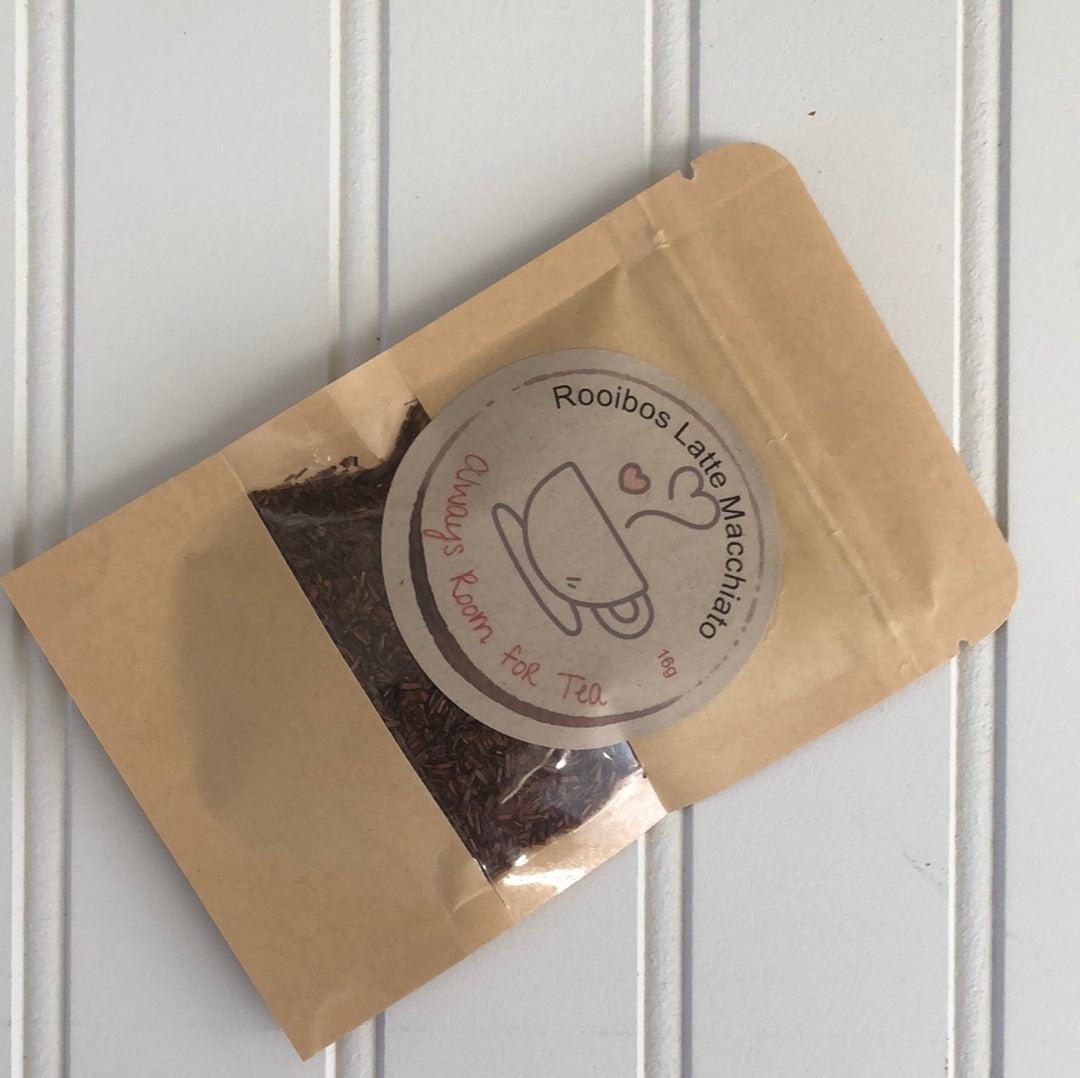 Rooibos Latte Macchiato
Always Room for Tea
16g